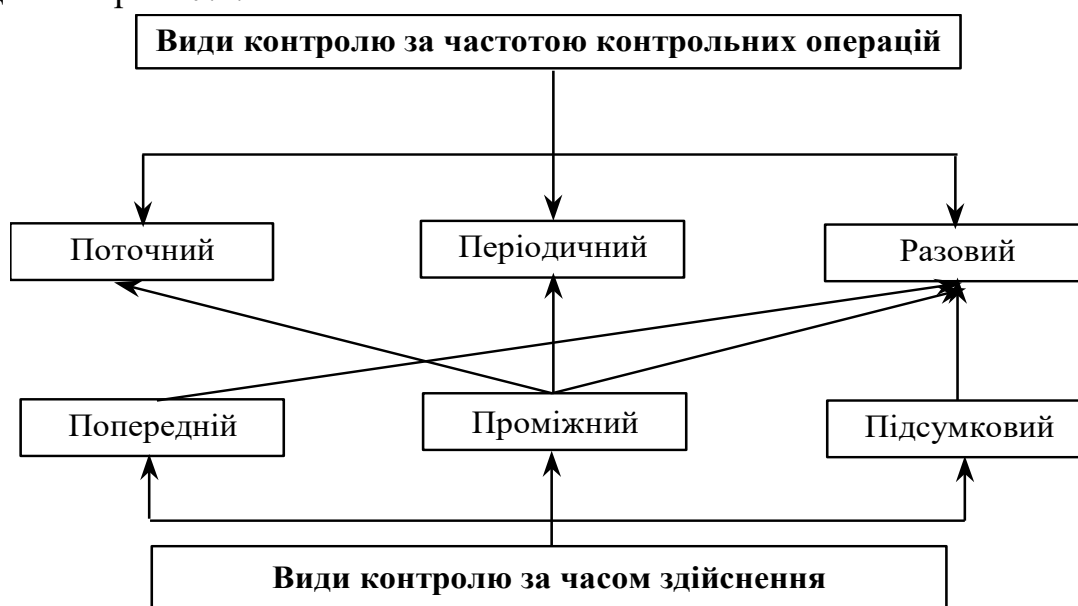 Види контролю за частотою контрольних операцій
Поточний
Періодичний
Разовий
Попередній
Проміжний
Підсумковий
Види контролю за часом здійснення